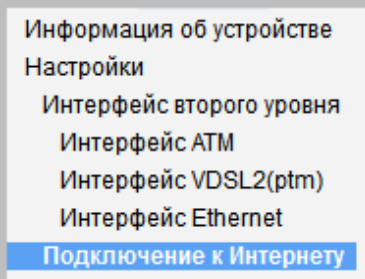 Информация об устройстве
Настройки
Интерфейс второго уровня
Интерфейс ATM
Интерфейс VDSL2(ptm)
Интерфейс Ethernet
Подключение к Интернету